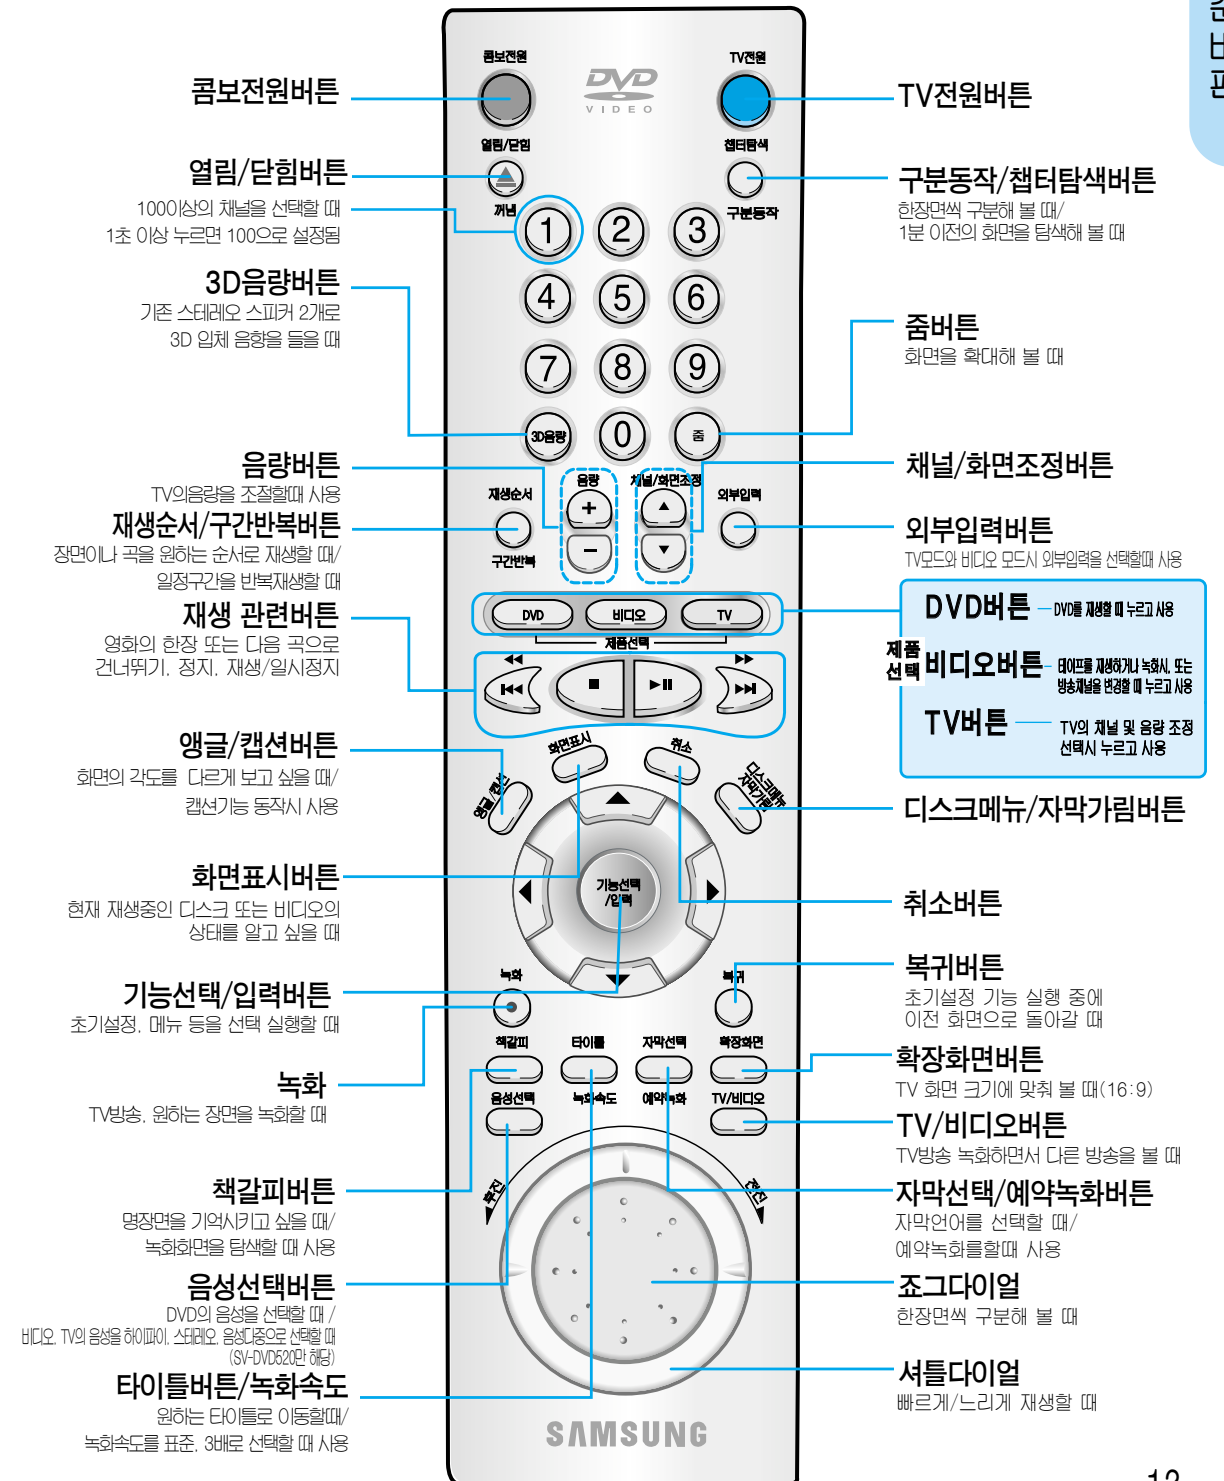 준
비
편
콤보전원
TV전원
DVD
VIDEO
콤보전원버튼
TV전원버튼
열림/닫힘
챕터탐색
열림/닫힘버튼
구분동작/챕터탐색버튼
한장면씩 구분해 볼 때/
1분 이전의 화면을 탐색해 볼 때
꺼냄
구분동작
100이상의 채널을 선택할 때
1초 이상 누르면 100으로 설정됨
1 2 3
3D음량버튼
기존 스테레오 스피커 2개로
3D 입체 음향을 들을 때
4 5 6
줌버튼
화면을 확대해 볼 때
7 8 9
3D음량 0 줌
음량버튼
TV의음량을 조절할때 사용
음량
채널/화면조정
채널/화면조정버튼
재생순서
외부입력
재생순서/구간반복버튼
장면이나 곡을 원하는 순서로 재생할 때/
일정구간을 반복재생할 때
구간반복
외부입력버튼
TV모드와 비디오 모드시 외부입력을 선택할때 사용
DVD 비디오 TV
제품선택
제품
선택
DVD버튼
DVD를 재생할 때 누르고 사용
비디오버튼
테이프를 재생하거나 녹화시, 또는
방송채널을 변경할 때 누르고 사용
TV버튼
TV의 채널 및 음량 조정
선택시 누르고 사용
재생 관련버튼
영화의 한장 또는 다음 곡으로
건너뛰기, 정지, 재생/일시정지
앵글/캡션버튼
화면의 각도를 다르게 보고 싶을 때/
캡션기능 동작시 사용
화면표시
취소
앵글/캡션
디스크메뉴
자막가림
디스크메뉴/자막가림버튼
화면표시버튼
현재 재생중인 디스크 또는 비디오의
상태를 알고 싶을 때
기능선택
/입력
취소버튼
기능선택/입력버튼
초기설정, 메뉴 등을 선택 실행할 때
녹화
복귀
복귀버튼
초기설정 기능 실행 중에
이전 화면으로 돌아갈 때
책갈피 타이틀 자막선택 확장화면
확장화면버튼
TV 화면 크기에 맞춰 볼 때(16:9)
녹화
TV방송, 원하는 장면을 녹화할 때
음성선택 녹화속도 예약녹화 TV/비디오
TV/비디오버튼
TV방송 녹화하면서 다른 방송을 볼 때
책갈피버튼
명장면을 기억시키고 싶을 때/
녹화화면을 탐색할 때 사용
후진
전진
자막선택/예약녹화버튼
자막언어를 선택할 때/
예약녹화를할때 사용
음성선택버튼
DVD의 음성을 선택할 때 /
비디오, TV의 음성을 하이파이, 스테레오, 음성다중으로 선택할 때
(SV-DVD520만 해당)
죠그다이얼
한장면씩 구분해 볼 때
타이틀버튼/녹화속도
원하는 타이틀로 이동할때/
녹화속도를 표준, 3배로 선택할 때 사용
셔틀다이얼
빠르게/느리게 재생할 때
SAMSUNG